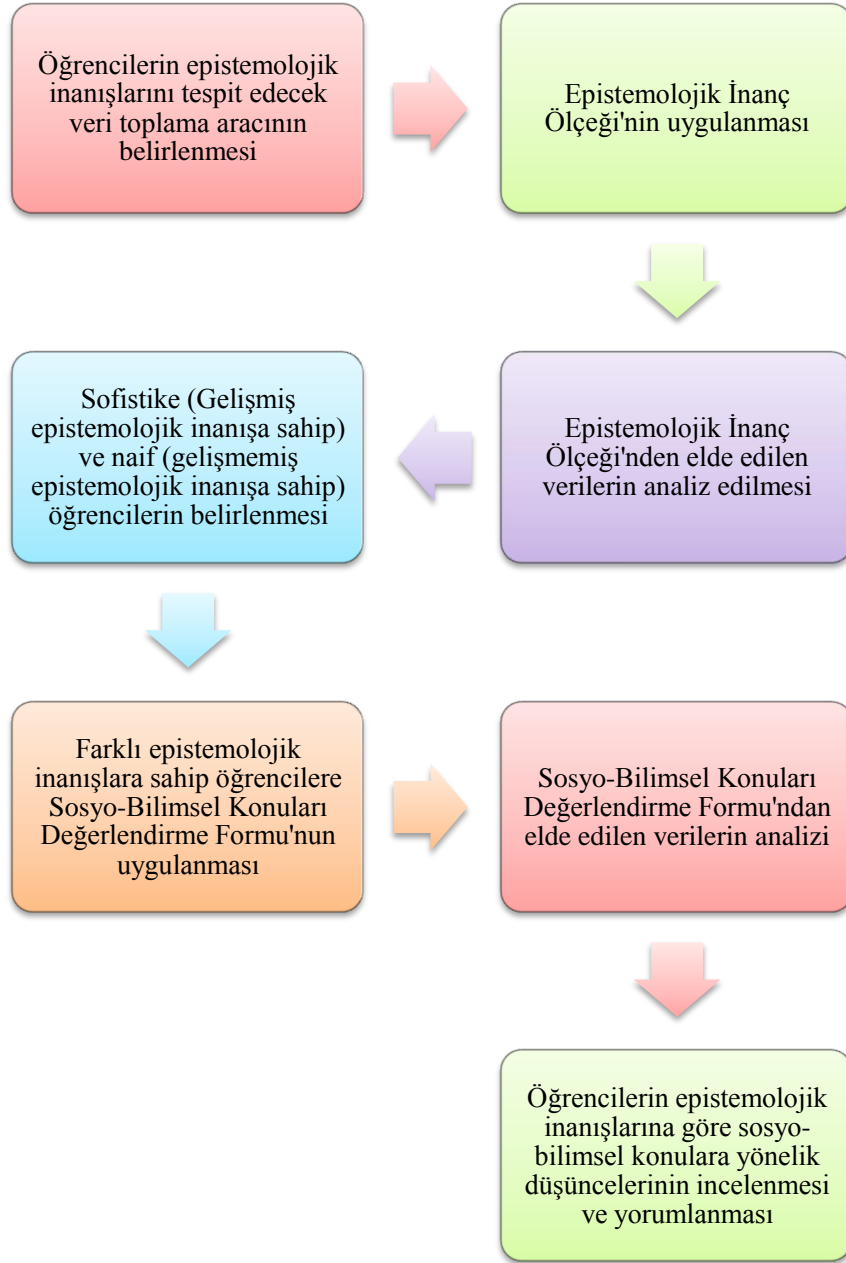 Öğrencilerin epistemolojik
inanışlarını tespit edecek
veri toplama aracının
belirlenmesi
Epistemolojik İnanç
Ölçeği'nin uygulanması
Epistemolojik İnanç
Ölçeği'nden elde edilen
verilerin analiz edilmesi
Sofistike (Gelişmiş
epistemolojik inanışa sahip)
ve naif (gelişmemiş
epistemolojik inanışa sahip)
öğrencilerin belirlenmesi
Farklı epistemolojik
inanışlara sahip öğrencilere
Sosyo-Bilimsel Konuları
Değerlendirme Formu'nun
uygulanması
Sosyo-Bilimsel Konuları
Değerlendirme Formu'ndan
elde edilen verilerin analizi
Öğrencilerin epistemolojik
inanışlarına göre sosyo-
bilimsel konulara yönelik
düşüncelerinin incelenmesi
ve yorumlanması